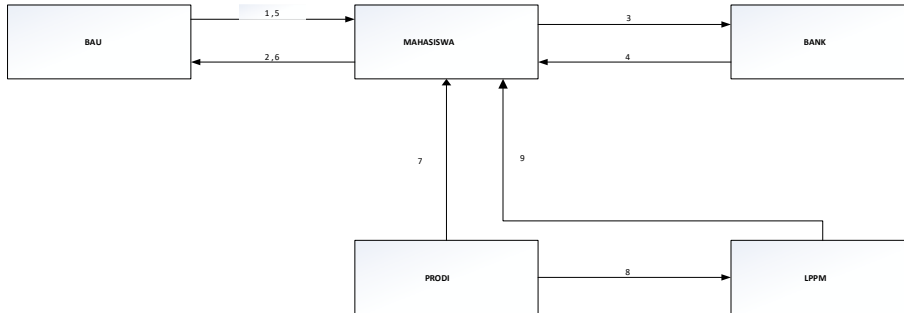 1,5
BAU
MAHASISWA
3
BANK
2,6
4
7
9
PRODI
8
LPPM